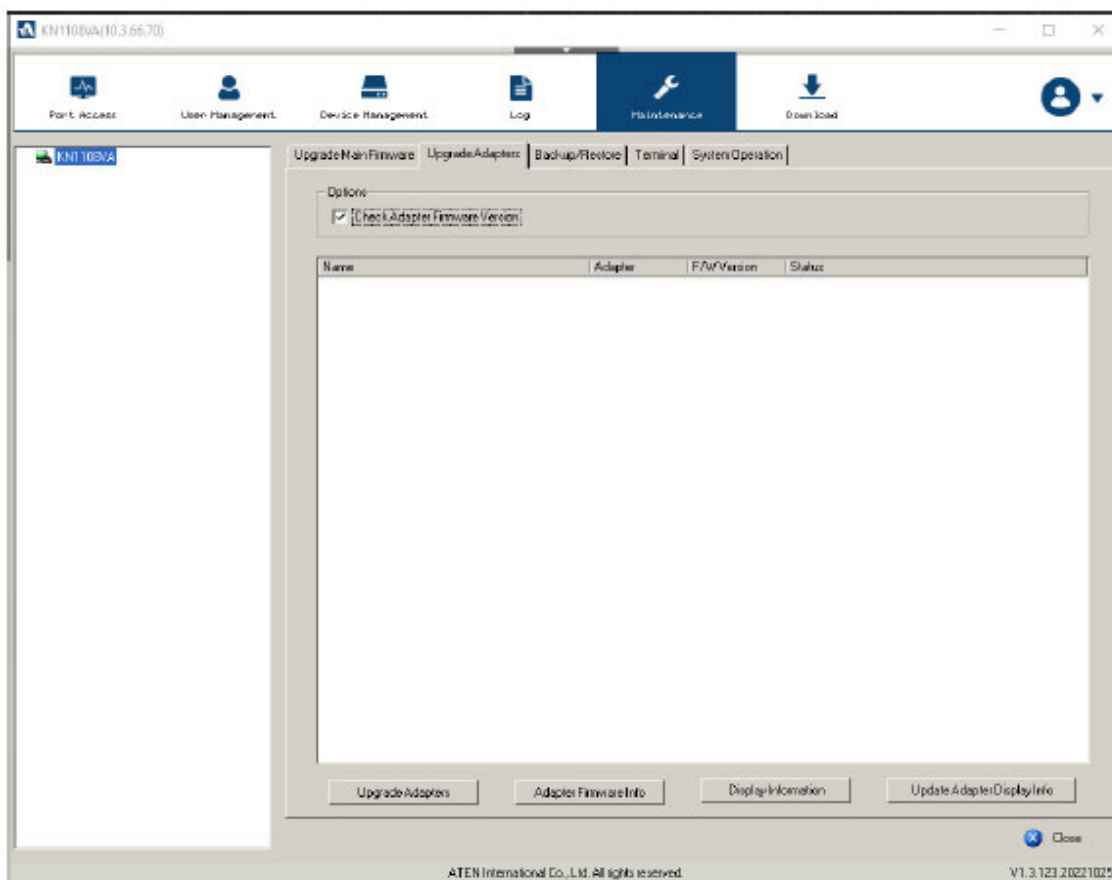 KN1108VA(10.3.66.70)
Port Access User Management Device Management Log Maintenance Download
KN1108VA
Upgrade Main Firmware Upgrade Adapters Backup/Restore Terminal System Operation
Options
Check Adapter Firmware Version
Name Adapter F/W Version Status
Upgrade Adapters Adapter Firmware Info Display Information Update Adapter Display Info
Close
ATEN International Co., Ltd. All rights reserved.
V1.3.123.20221025